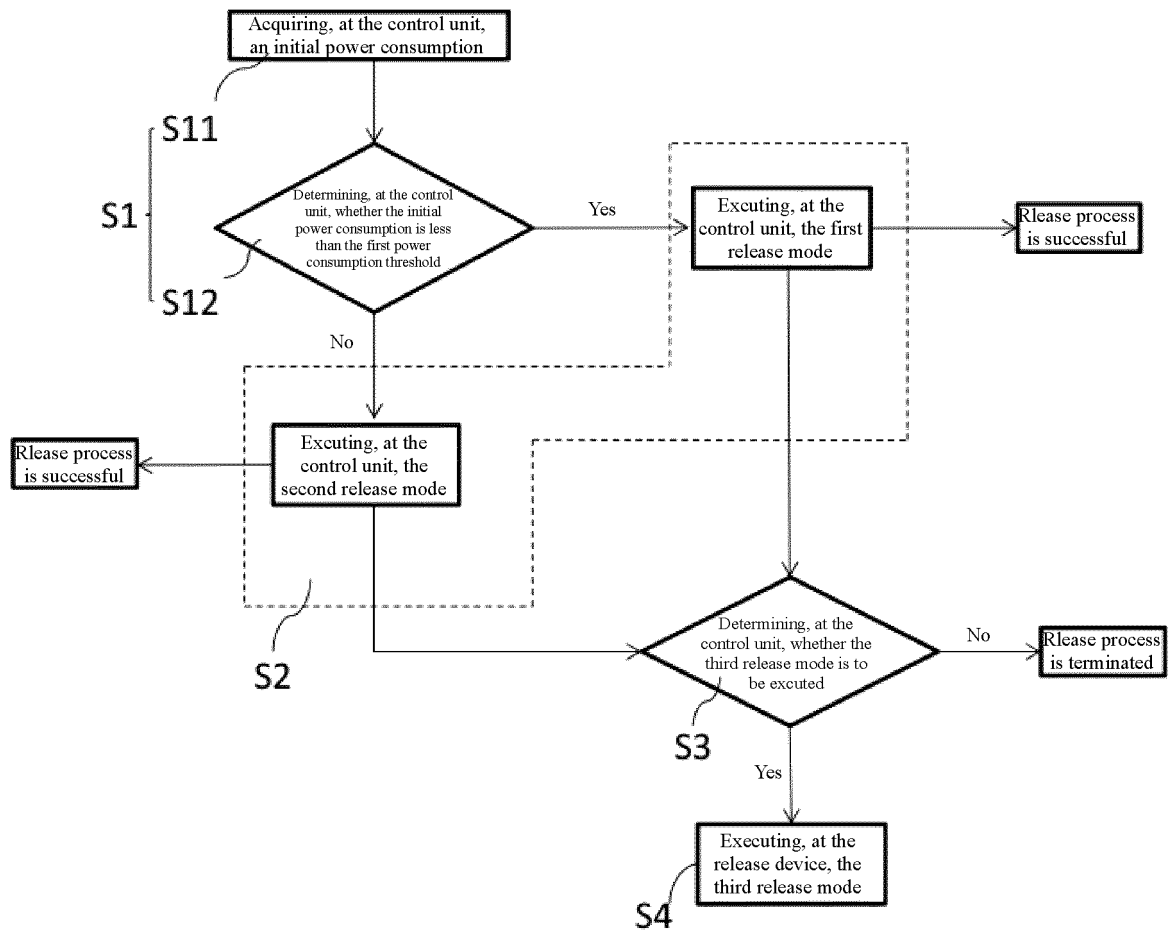 Acquiring, at the control unit,
an initial power consumption
S11
S1
Determining, at the control
unit, whether the initial
power consumption is less
than the first power
consumption threshold
S12
Yes
Excuting, at the
control unit, the first
release mode
Rlease process
is successful
No
Rlease process
is successful
Excuting, at the
control unit, the
second release mode
S2
Determining, at the
control unit, whether the
third release mode is to
be excuted
S3
No
Rlease process
is terminated
Yes
Executing, at the
release device, the
third release mode
S4